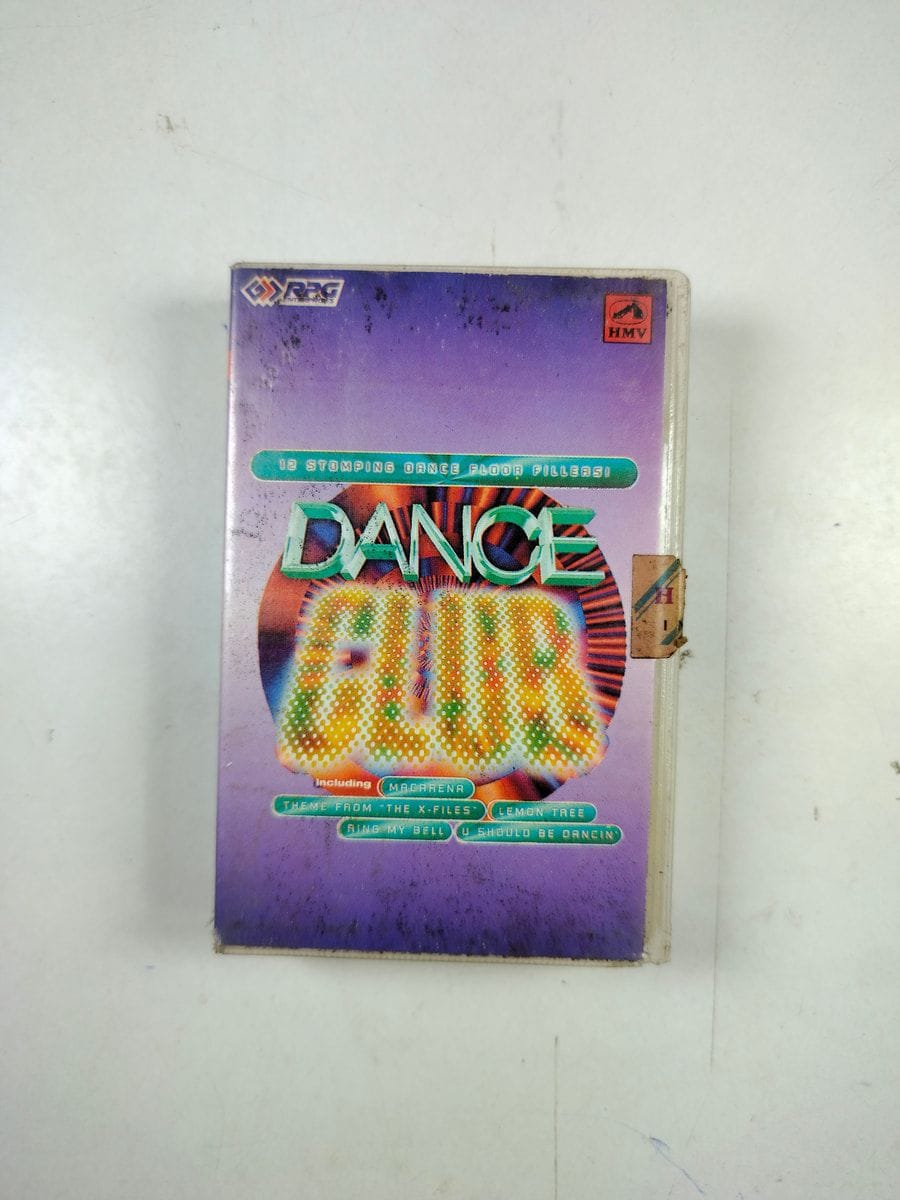 RPG
ENTERPRISES
HMV
12 STOMPING DANCE FLOOR FILLERS!
DANCE
CLUB
H
including MACARENA
THEME FROM "THE X-FILES" LEMON TREE
RING MY BELL U SHOULD BE DANCIN'